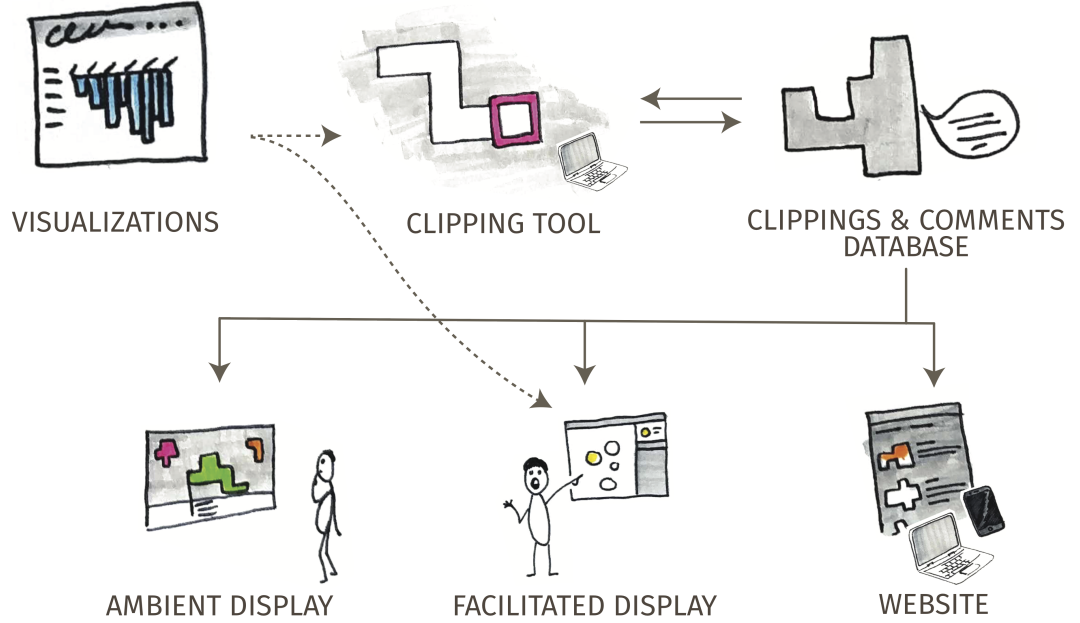 VISUALIZATIONS
CLIPPING TOOL
CLIPPINGS & COMMENTS
DATABASE
AMBIENT DISPLAY
FACILITATED DISPLAY
WEBSITE